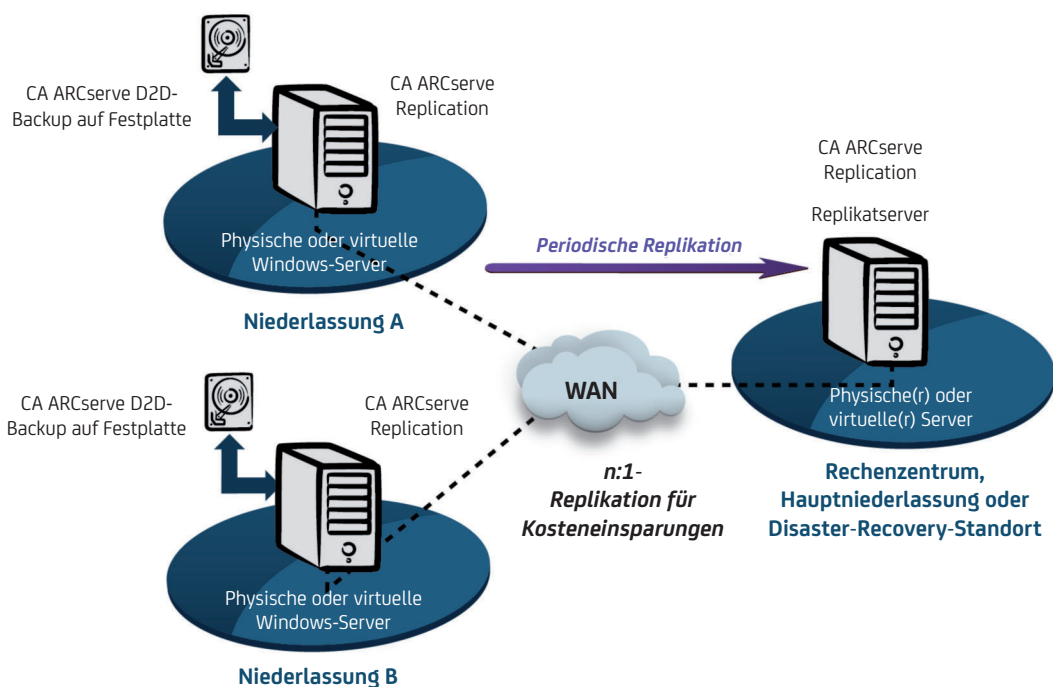 CA ARCserve D2D-
Backup auf Festplatte
CA ARCserve
Replication
Physische oder virtuelle
Windows-Server
Niederlassung A
Periodische Replikation
CA ARCserve
Replication
Replikatserver
Physische(r) oder
virtuelle(r) Server
Rechenzentrum,
Hauptniederlassung oder
Disaster-Recovery-Standort
WAN
n:1-
Replikation für
Kosteneinsparungen
CA ARCserve D2D-
Backup auf Festplatte
CA ARCserve
Replication
Physische oder virtuelle
Windows-Server
Niederlassung B